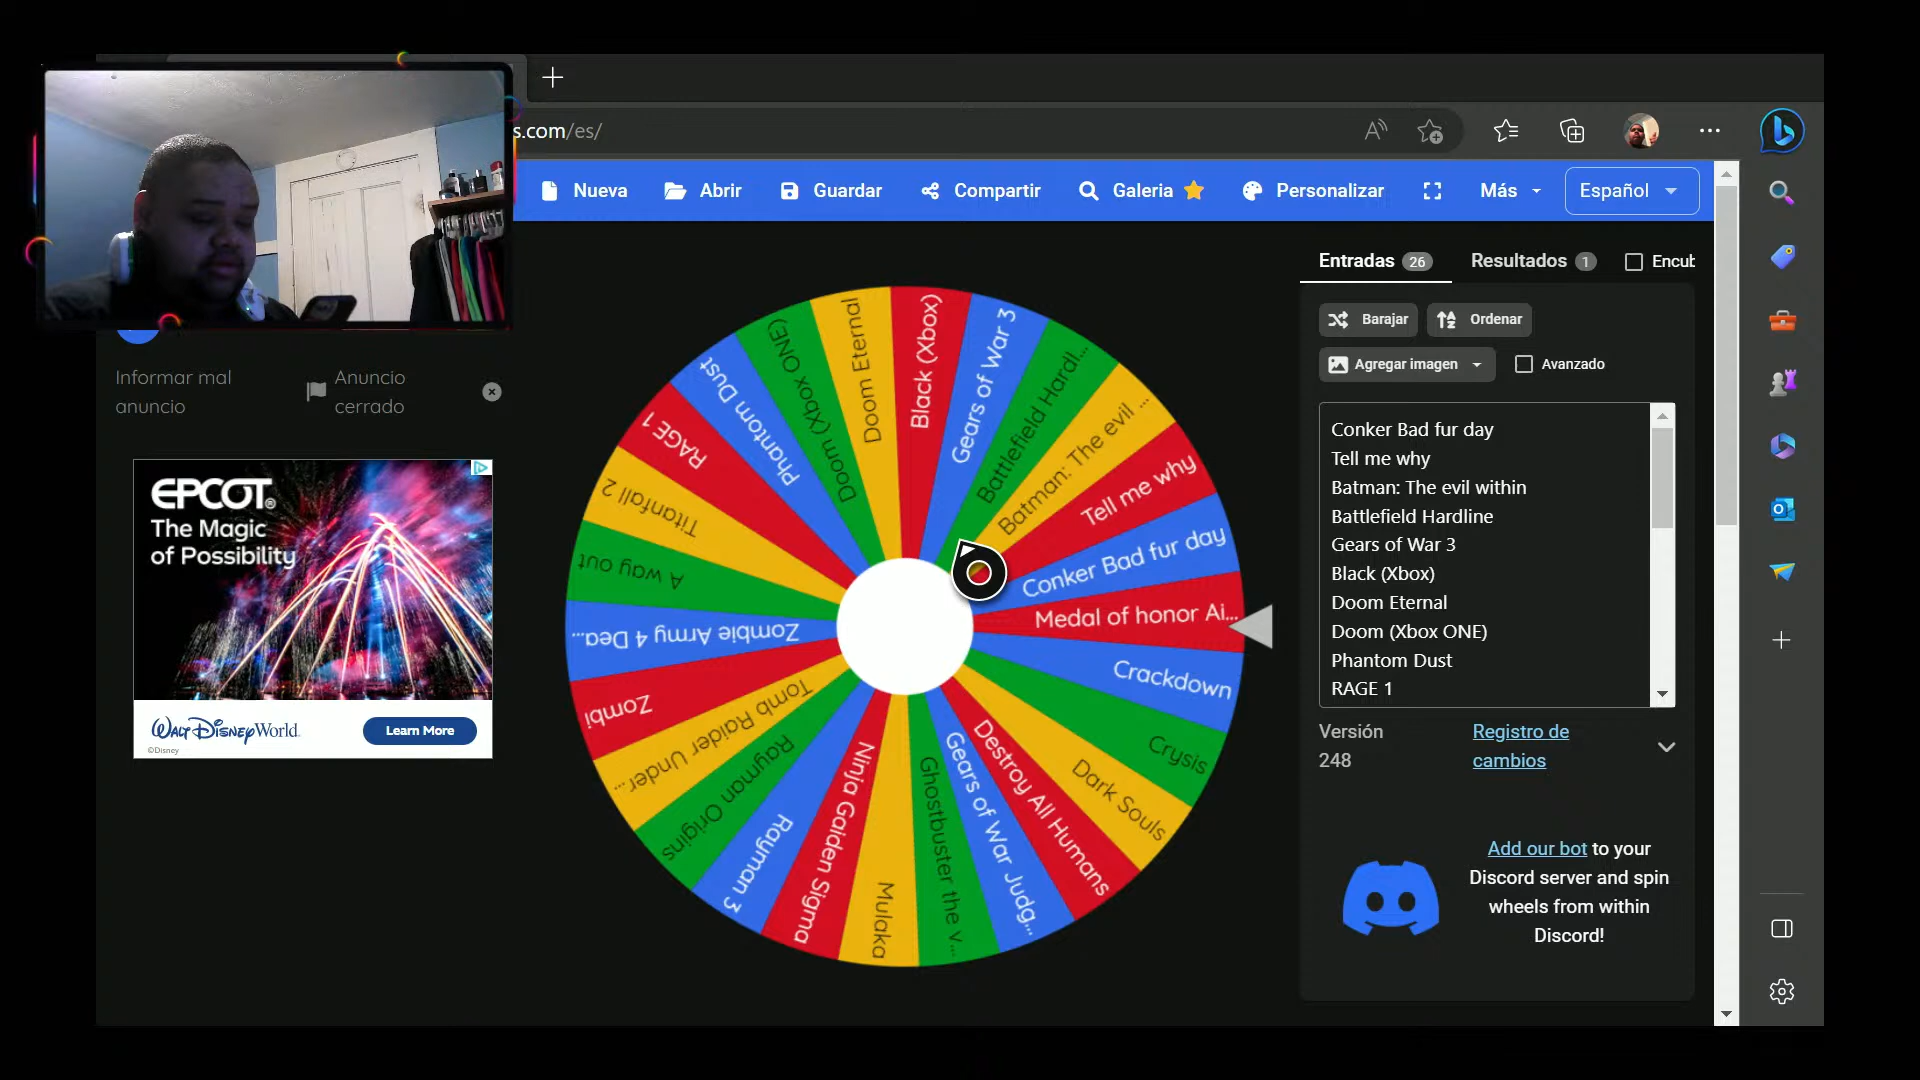 s.com/es/
Nueva
Abrir
Guardar
Compartir
Galeria
Personalizar
Más
Español
Informar mal
anuncio
Anuncio
cerrado
EPCOT
The Magic
of Possibility
Walt Disney World
Learn More
©Disney
Black (Xbox)
Gears of War 3
Battlefield Hardl...
Batman: The evil ...
Tell me why
Conker Bad fur day
Medal of honor Ai...
Crackdown
Crysis
Dark Souls
Destroy All Humans
Gears of War Judg...
Ghostbuster the v...
Mulaka
Ninja Gaiden Sigma
Rayman 3
Rayman Origins
Tomb Raider Under...
Zombi
Zombie Army 4 Dea...
A way out
Titanfall 2
RAGE 1
Phantom Dust
Doom (Xbox ONE)
Doom Eternal
Entradas 26
Resultados 1
Encub
Barajar
Ordenar
Agregar imagen
Avanzado
Conker Bad fur day
Tell me why
Batman: The evil within
Battlefield Hardline
Gears of War 3
Black (Xbox)
Doom Eternal
Doom (Xbox ONE)
Phantom Dust
RAGE 1
Versión
248
Registro de
cambios
Add our bot to your
Discord server and spin
wheels from within
Discord!